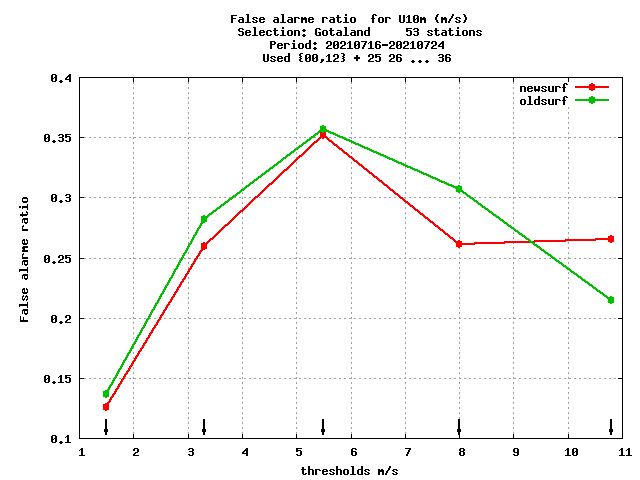 False alarme ratio  for U10m (m/s)
Selection: Gotaland     53 stations
Period: 20210716-20210724
Used {00,12} + 25 26 ... 36
newsurf
oldsurf
0.4
0.35
0.3
0.25
0.2
0.15
0.1
False alarme ratio
1 2 3 4 5 6 7 8 9 10 11
thresholds m/s